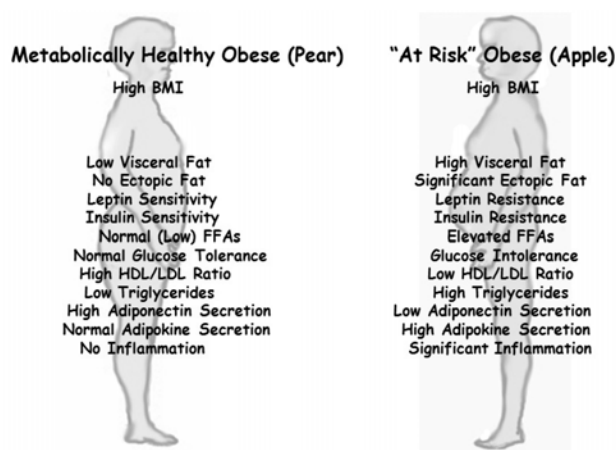 Metabolically Healthy Obese (Pear)
High BMI
Low Visceral Fat
No Ectopic Fat
Leptin Sensitivity
Insulin Sensitivity
Normal (Low) FFAs
Normal Glucose Tolerance
High HDL/LDL Ratio
Low Triglycerides
High Adiponectin Secretion
Normal Adipokine Secretion
No Inflammation
“At Risk” Obese (Apple)
High BMI
High Visceral Fat
Significant Ectopic Fat
Leptin Resistance
Insulin Resistance
Elevated FFAs
Glucose Intolerance
Low HDL/LDL Ratio
High Triglycerides
Low Adiponectin Secretion
High Adipokine Secretion
Significant Inflammation